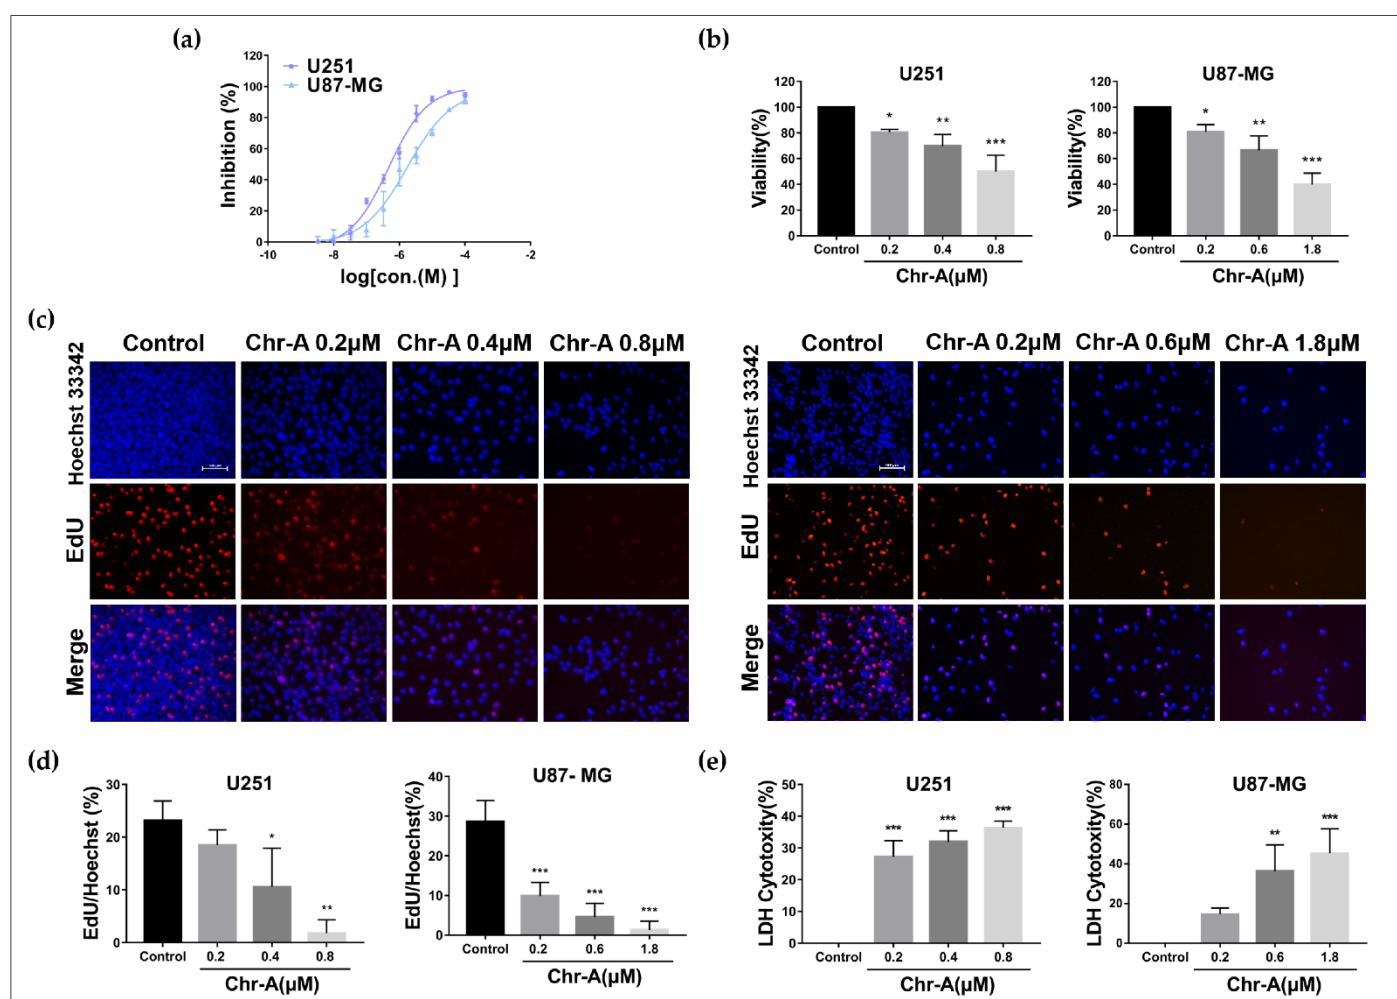 (a)
120
100
80
60
40
20
0
Inhibition (%)
U251
U87-MG
-10 -8 -6 -4 -2
log[con.(M) ]
(b)
U251
120
100
80
60
40
20
0
Viability(%)
* ** ***
Control 0.2 0.4 0.8
Chr-A(μM)
U87-MG
120
100
80
60
40
20
0
Viability(%)
* ** ***
Control 0.2 0.6 1.8
Chr-A(μM)
(c)
Control Chr-A 0.2μM Chr-A 0.4μM Chr-A 0.8μM
Hoechst 33342
EdU
Merge
Control Chr-A 0.2μM Chr-A 0.6μM Chr-A 1.8μM
Hoechst 33342
EdU
Merge
(d)
U251
30
20
10
0
EdU/Hoechst (%)
* **
Control 0.2 0.4 0.8
Chr-A(μM)
U87- MG
40
30
20
10
0
EdU/Hoechst(%)
*** *** ***
Control 0.2 0.6 1.8
Chr-A(μM)
(e)
U251
50
40
30
20
10
0
LDH Cytotoxity(%)
*** *** ***
Control 0.2 0.4 0.8
Chr-A(μM)
U87-MG
80
60
40
20
0
LDH Cytotoxity(%)
** ***
Control 0.2 0.6 1.8
Chr-A(μM)